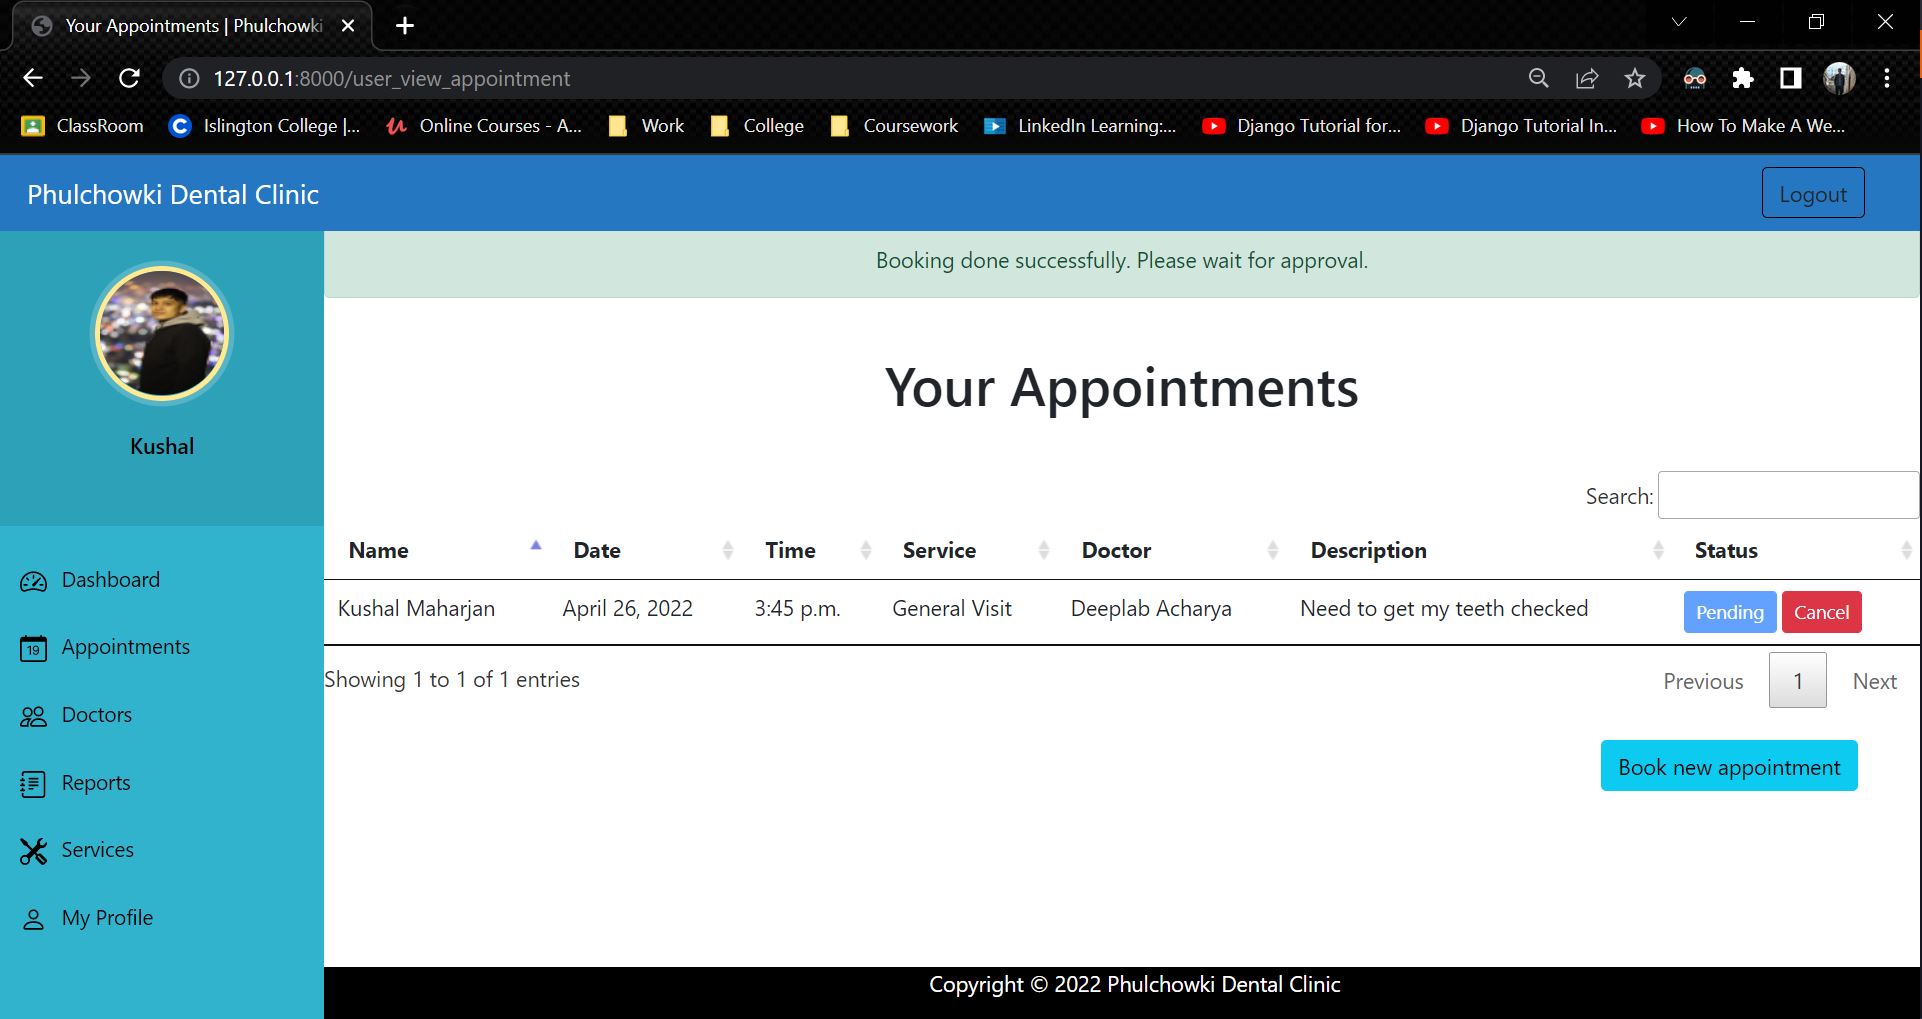 Your Appointments | Phulchowki
127.0.0.1:8000/user_view_appointment
ClassRoom Islington College |... Online Courses - A... Work College Coursework LinkedIn Learning:... Django Tutorial for... Django Tutorial In... How To Make A We...
Phulchowki Dental Clinic Logout
Booking done successfully. Please wait for approval.
Kushal
Your Appointments
Search:
Name Date Time Service Doctor Description Status
Kushal Maharjan April 26, 2022 3:45 p.m. General Visit Deeplab Acharya Need to get my teeth checked Pending Cancel
Showing 1 to 1 of 1 entries Previous 1 Next
Book new appointment
Dashboard
19 Appointments
Doctors
Reports
Services
My Profile
Copyright © 2022 Phulchowki Dental Clinic